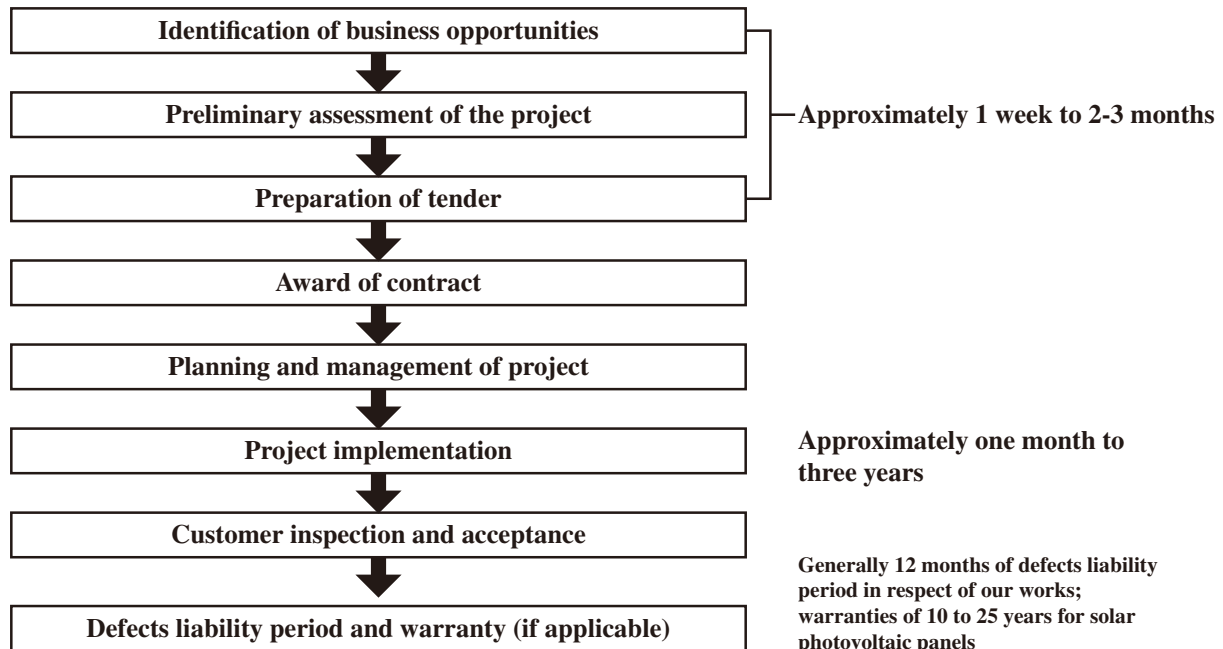 Identification of business opportunities
Preliminary assessment of the project
Approximately 1 week to 2-3 months
Preparation of tender
Award of contract
Planning and management of project
Project implementation
Approximately one month to
three years
Customer inspection and acceptance
Defects liability period and warranty (if applicable)
Generally 12 months of defects liability
period in respect of our works;
warranties of 10 to 25 years for solar
photovoltaic panels